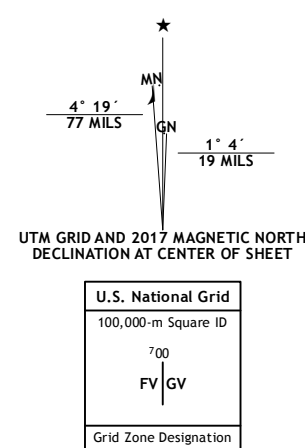 ★
MN
4° 19´
77 MILS
GN
1° 4´
19 MILS
UTM GRID AND 2017 MAGNETIC NORTH
DECLINATION AT CENTER OF SHEET
U.S. National Grid
100,000-m Square ID
700
FV GV
Grid Zone Designation